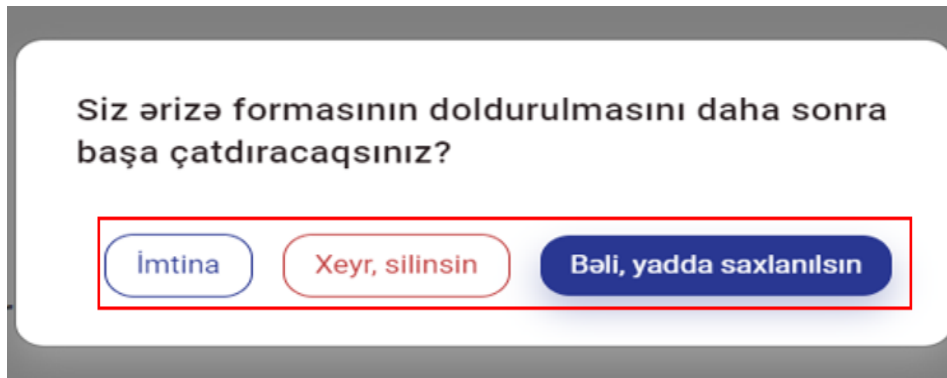 Siz ərizə formasının doldurulmasını daha sonra
başa çatdıracaqsınız?
İmtina
Xeyr, silinsin
Bəli, yadda saxlanılsın